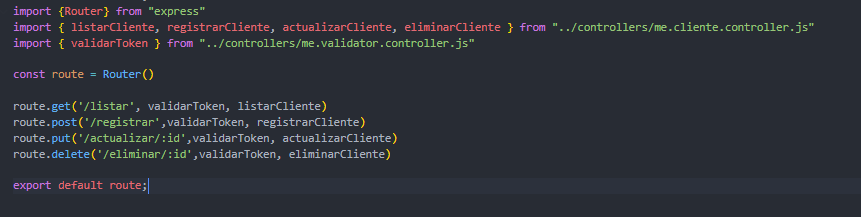 import {Router} from "express"
import { listarCliente, registrarCliente, actualizarCliente, eliminarCliente } from "../controllers/me.cliente.controller.js"
import { validarToken } from "../controllers/me.validator.controller.js"
const route = Router()
route.get('/listar', validarToken, listarCliente)
route.post('/registrar',validarToken, registrarCliente)
route.put('/actualizar/:id',validarToken, actualizarCliente)
route.delete('/eliminar/:id',validarToken, eliminarCliente)
export default route;